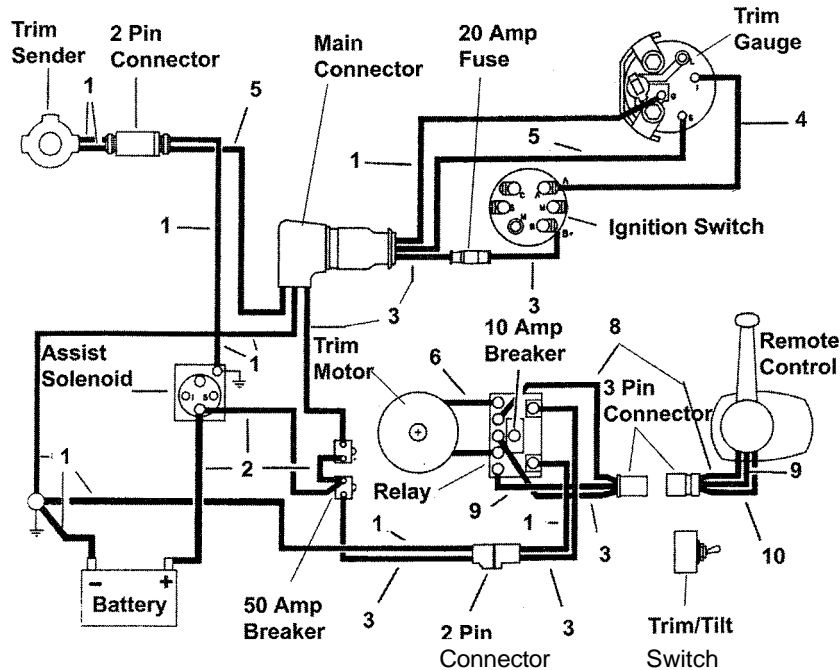 Trim
Sender
2 Pin
Connector
Main
Connector
20 Amp
Fuse
Trim
Gauge
1
5
L
I
G
S
1
5
4
C
A
A
S
M
M
B
B+
Ignition Switch
1
3
3
3
1
Assist
Solenoid
I
S
Trim
Motor
6
10 Amp
Breaker
8
Remote
Control
3 Pin
Connector
2
Relay
9
1
3
9
10
1
1
3
3
- +
Battery
50 Amp
Breaker
2 Pin
Connector
Trim/Tilt
Switch